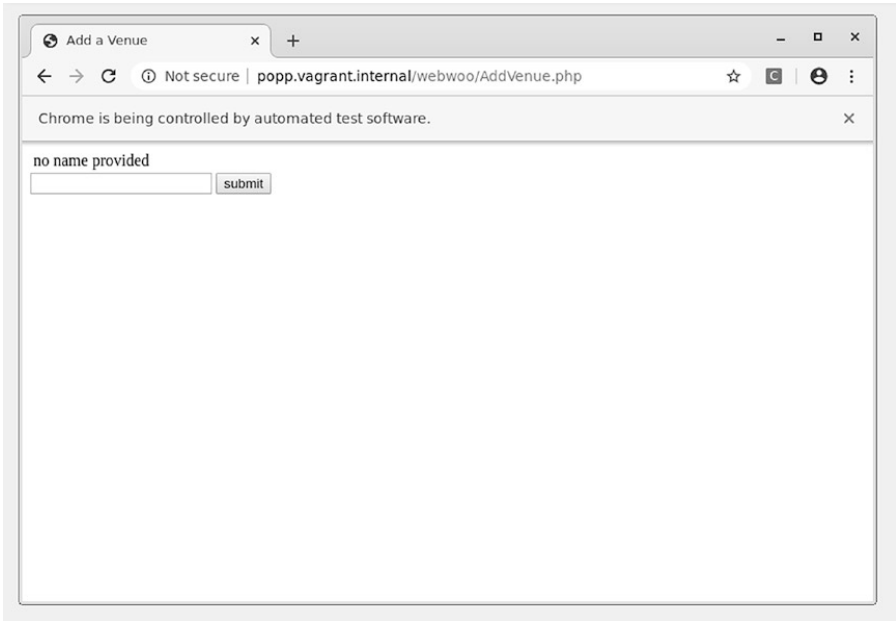 Add a Venue
Not secure | popp.vagrant.internal/webwoo/AddVenue.php
C
Chrome is being controlled by automated test software.
no name provided
submit